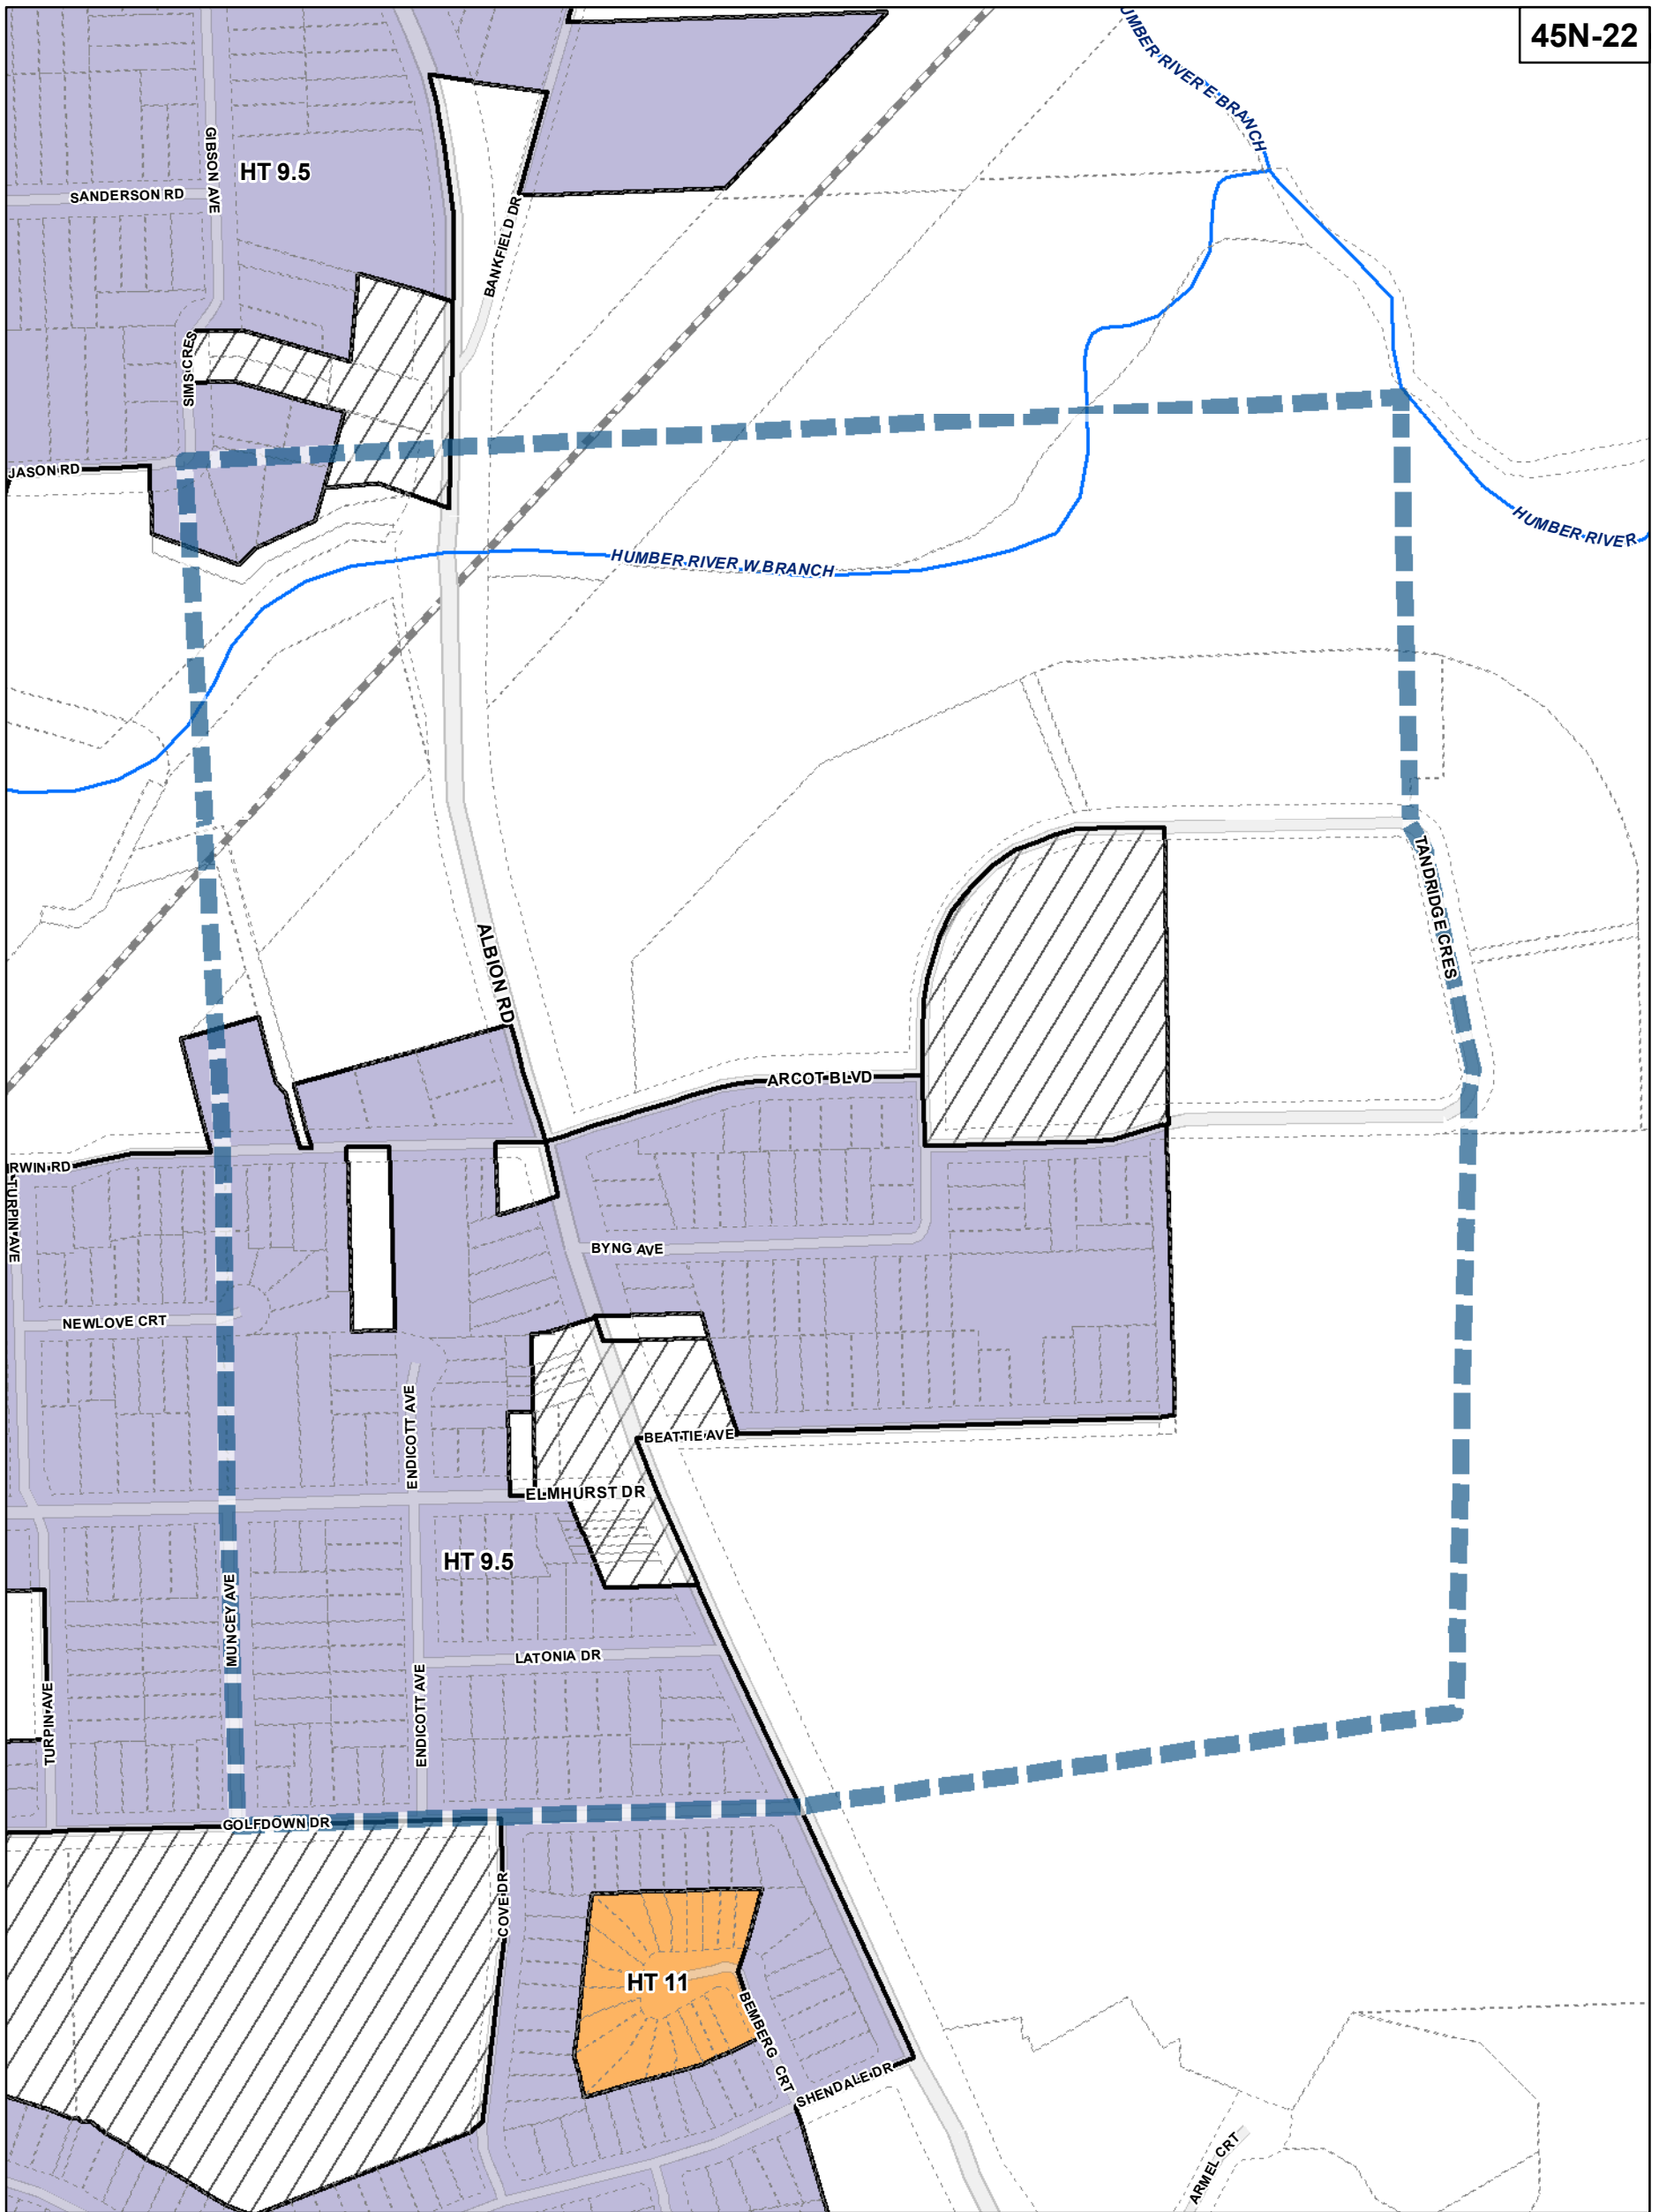 45N-22
UMBER RIVER E BRANCH
GIBSON AVE
HT 9.5
SANDERSON RD
BANKFIELD DR
SIMS CRES
JASON RD
HUMBER RIVER
HUMBER RIVER W BRANCH
TANDRIDGE CRES
ALBION RD
ARCOT BLVD
RWIN RD
TURPIN AVE
BYNG AVE
NEWLOVE CRT
ENDICOTT AVE
BEATTIE AVE
ELMHURST DR
HT 9.5
MUNCEY AVE
LATONIA DR
TURPIN AVE
ENDICOTT AVE
GOLFDOWN DR
COVE DR
HT 11
BEMBERG CRT
SHENDALE DR
ARMEL CRT